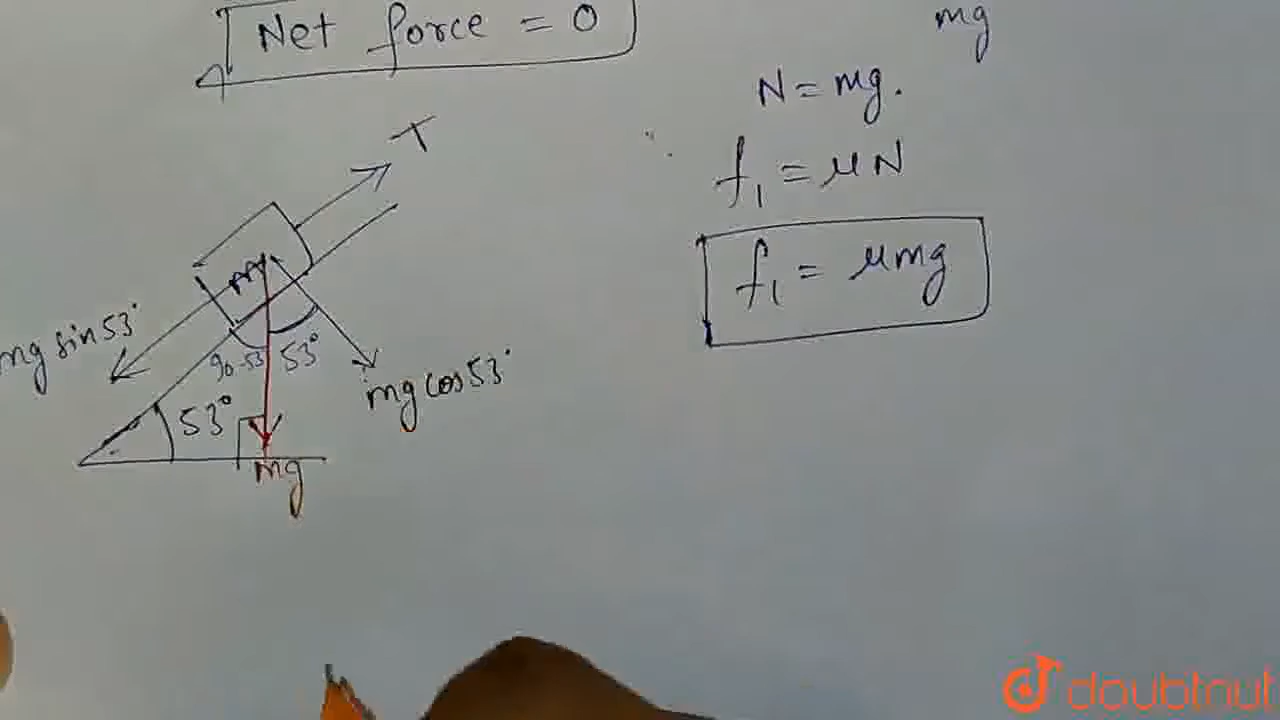 Net force = 0
mg
N = mg.
f₁ = μN
f₁ = μmg
T
m
mg sin 53°
90-53
53°
mg cos 53°
53°
mg
doubtnut